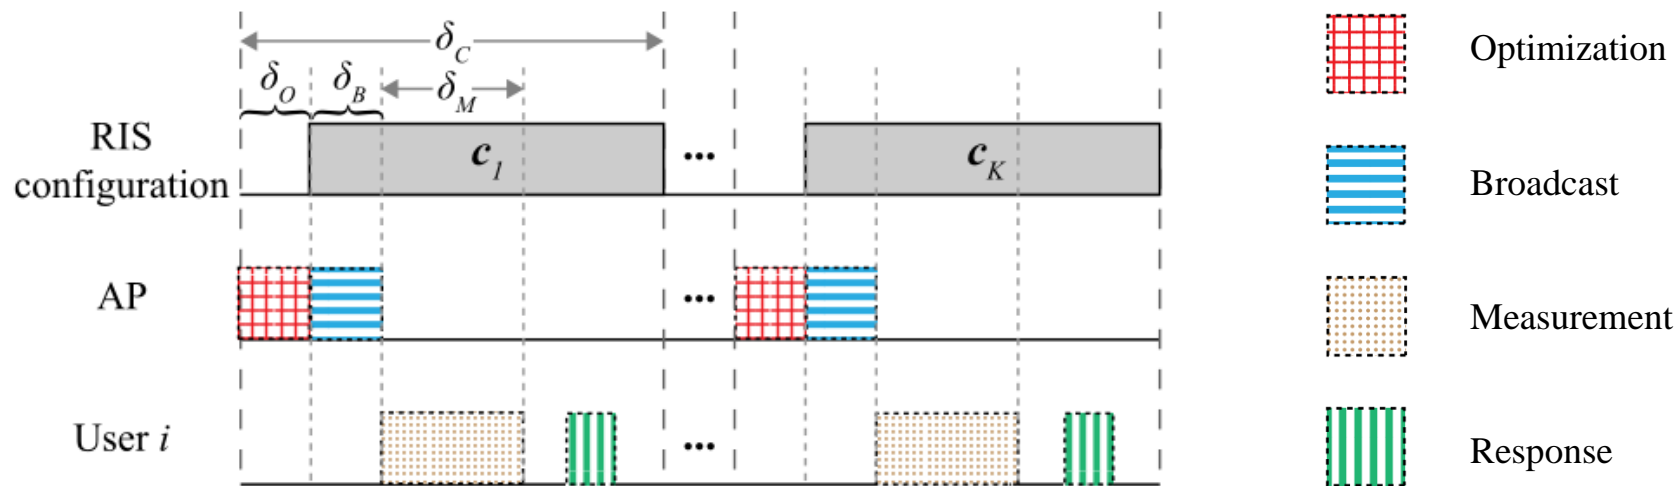 δC
δO δB δM
RIS
configuration
c1 ... cK
AP ...
User i ...
Optimization
Broadcast
Measurement
Response